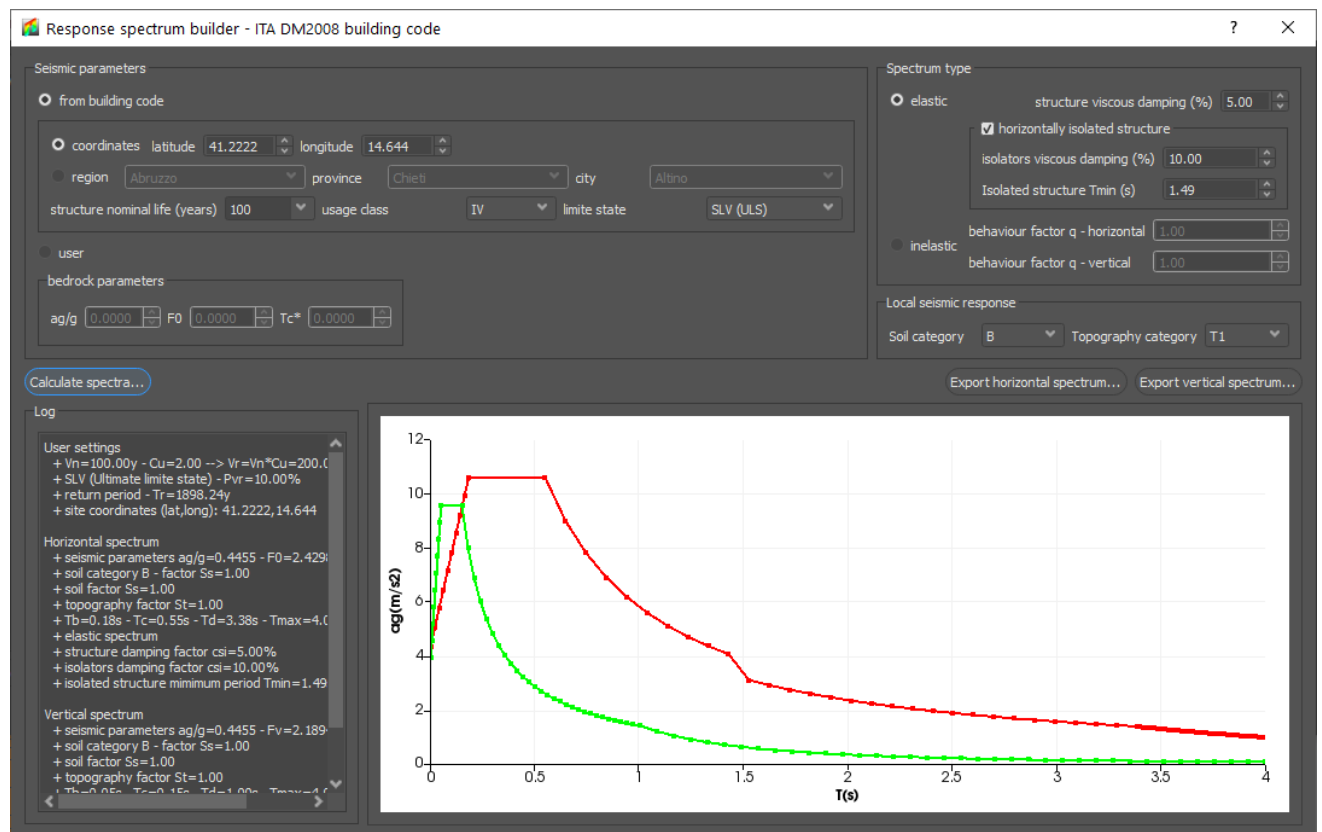 Response spectrum builder - ITA DM2008 building code
?
Seismic parameters
from building code
coordinates latitude 41.2222 longitude 14.644
region Abruzzo province Chieti city Altino
structure nominal life (years) 100 usage class IV limite state SLV (ULS)
user
bedrock parameters
ag/g 0.0000 F0 0.0000 Tc* 0.0000
Spectrum type
elastic structure viscous damping (%) 5.00
horizontally isolated structure
isolators viscous damping (%) 10.00
Isolated structure Tmin (s) 1.49
inelastic
behaviour factor q - horizontal 1.00
behaviour factor q - vertical 1.00
Local seismic response
Soil category B Topography category T1
Calculate spectra...
Export horizontal spectrum...
Export vertical spectrum...
Log
User settings
+ Vn=100.00y - Cu=2.00 --> Vr=Vn*Cu=200.0
+ SLV (Ultimate limite state) - Pvr=10.00%
+ return period - Tr=1898.24y
+ site coordinates (lat,long): 41.2222,14.644
Horizontal spectrum
+ seismic parameters ag/g=0.4455 - F0=2.429
+ soil category B - factor Ss=1.00
+ soil factor Ss=1.00
+ topography factor St=1.00
+ Tb=0.18s - Tc=0.55s - Td=3.38s - Tmax=4.0
+ elastic spectrum
+ structure damping factor csi=5.00%
+ isolators damping factor csi=10.00%
+ isolated structure mimimum period Tmin=1.49
Vertical spectrum
+ seismic parameters ag/g=0.4455 - Fv=2.189
+ soil category B - factor Ss=1.00
+ soil factor Ss=1.00
+ topography factor St=1.00
+ Tb=0.05s - Tc=0.15s - Td=1.00s - Tmax=4.0
ag(m/s2)
12
10
8
6
4
2
0
0 0.5 1 1.5 2 2.5 3 3.5 4
T(s)